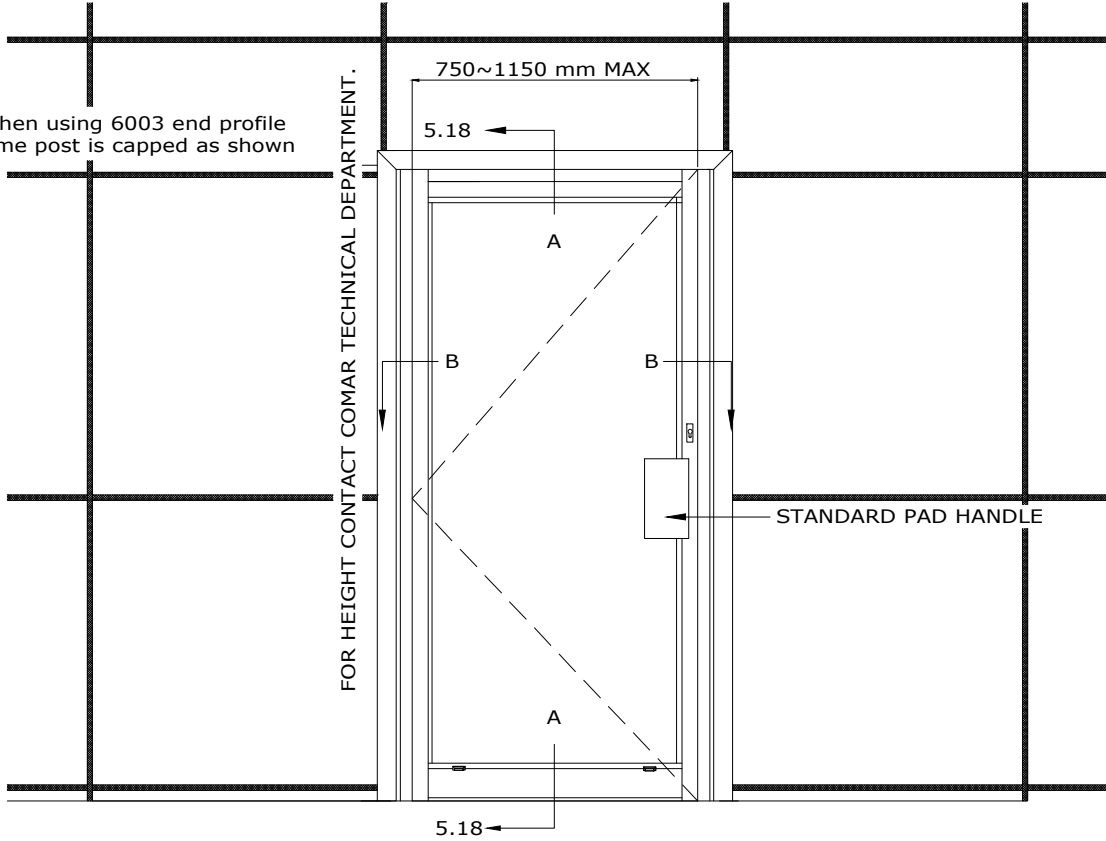 750~1150 mm MAX
hen using 6003 end profile
me post is capped as shown
5.18
FOR HEIGHT CONTACT COMAR TECHNICAL DEPARTMENT.
A
B
B
STANDARD PAD HANDLE
A
5.18